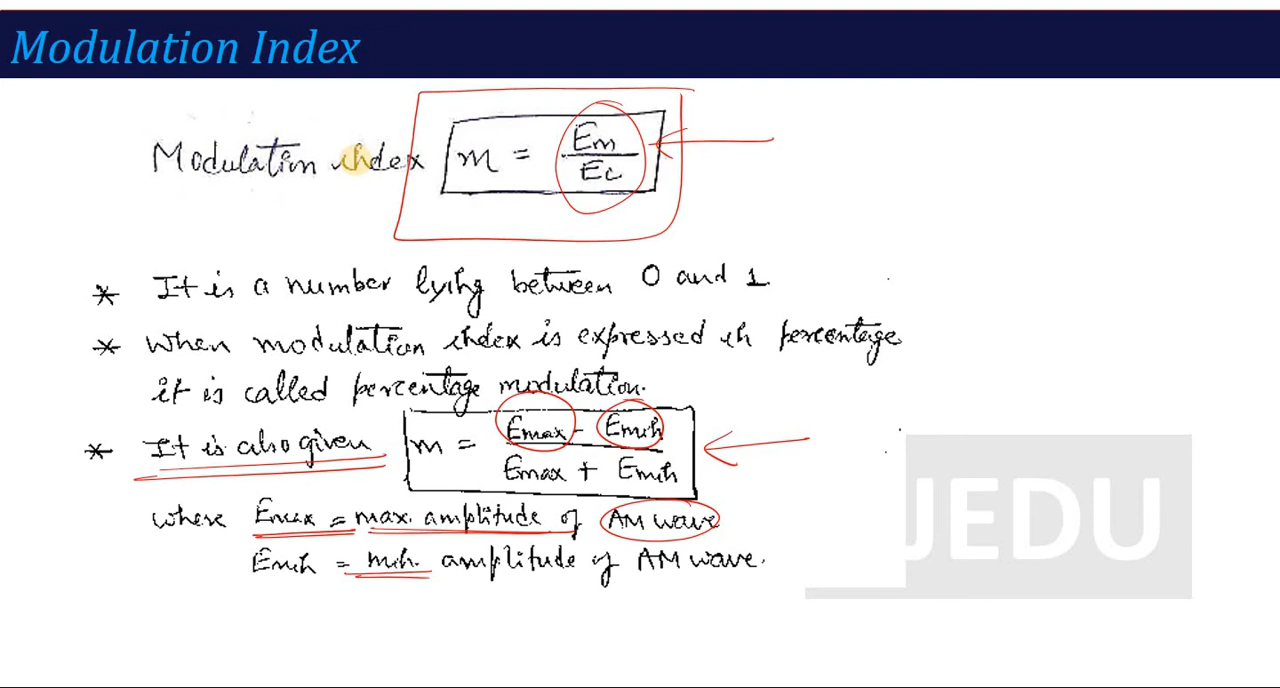 Modulation Index
Modulation index m = Em / Ec
* It is a number lying between 0 and 1
* When modulation index is expressed in percentage
it is called percentage modulation.
* It is also given m = Emax - Emin / Emax + Emin
where Emax = max. amplitude of AM wave
Emin = min. amplitude of AM wave.
JEDU